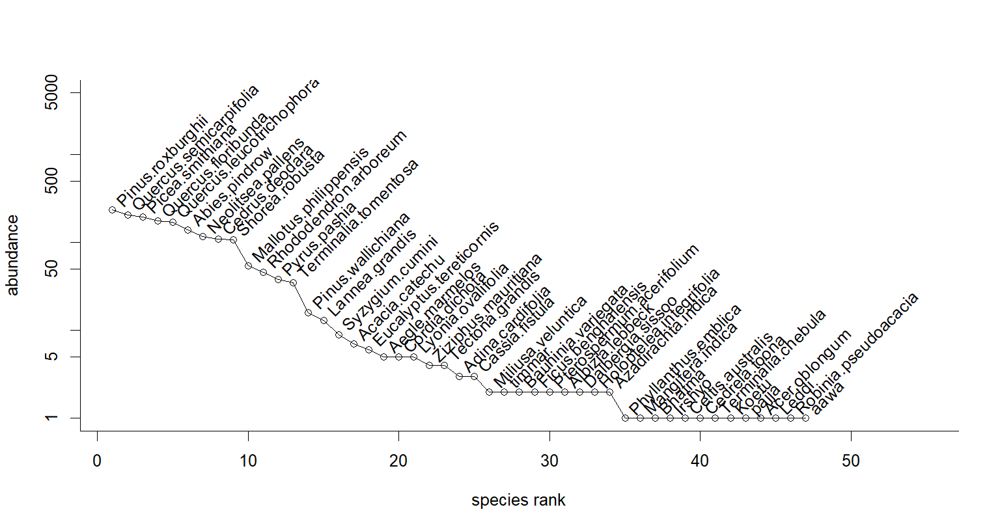 5000
500
50
5
1
abundance
Pinus.roxburghii
Quercus.semicarpifolia
Picea.smithiana
Quercus.floribunda
Quercus.leucotrichophora
Abies.pindrow
Neolitsea.pallens
Cedrus.deodara
Shorea.robusta
Mallotus.philippensis
Rhododendron.arboreum
Pyrus.pashia
Terminalia.tomentosa
Pinus.wallichiana
Lannea.grandis
Syzygium.cumini
Acacia.catechu
Eucalyptus.tereticornis
Aegle.marmelos
Cordia.dichota
Lyonia.ovalifolia
Ziziphus.mauritiana
Tectona.grandis
Adina.cardifolia
Cassia.fistula
Miliusa.veluntica
timmar
Bauhinia.variegata
Ficus.benghalensis
Pterospermum.acerifolium
Albizia.lebbeck
Dalbergia.sissoo
Holoptelea.integrifolia
Azadirachta.indica
Phyllanthus.emblica
Mangifera.indica
Bhatma
Irshyo
Celtis.australis
Cedrela.toona
Terminalia.chebula
Koetu
paija
Acer.oblongum
Robinia.pseudoacacia
aawa
0 10 20 30 40 50
species rank